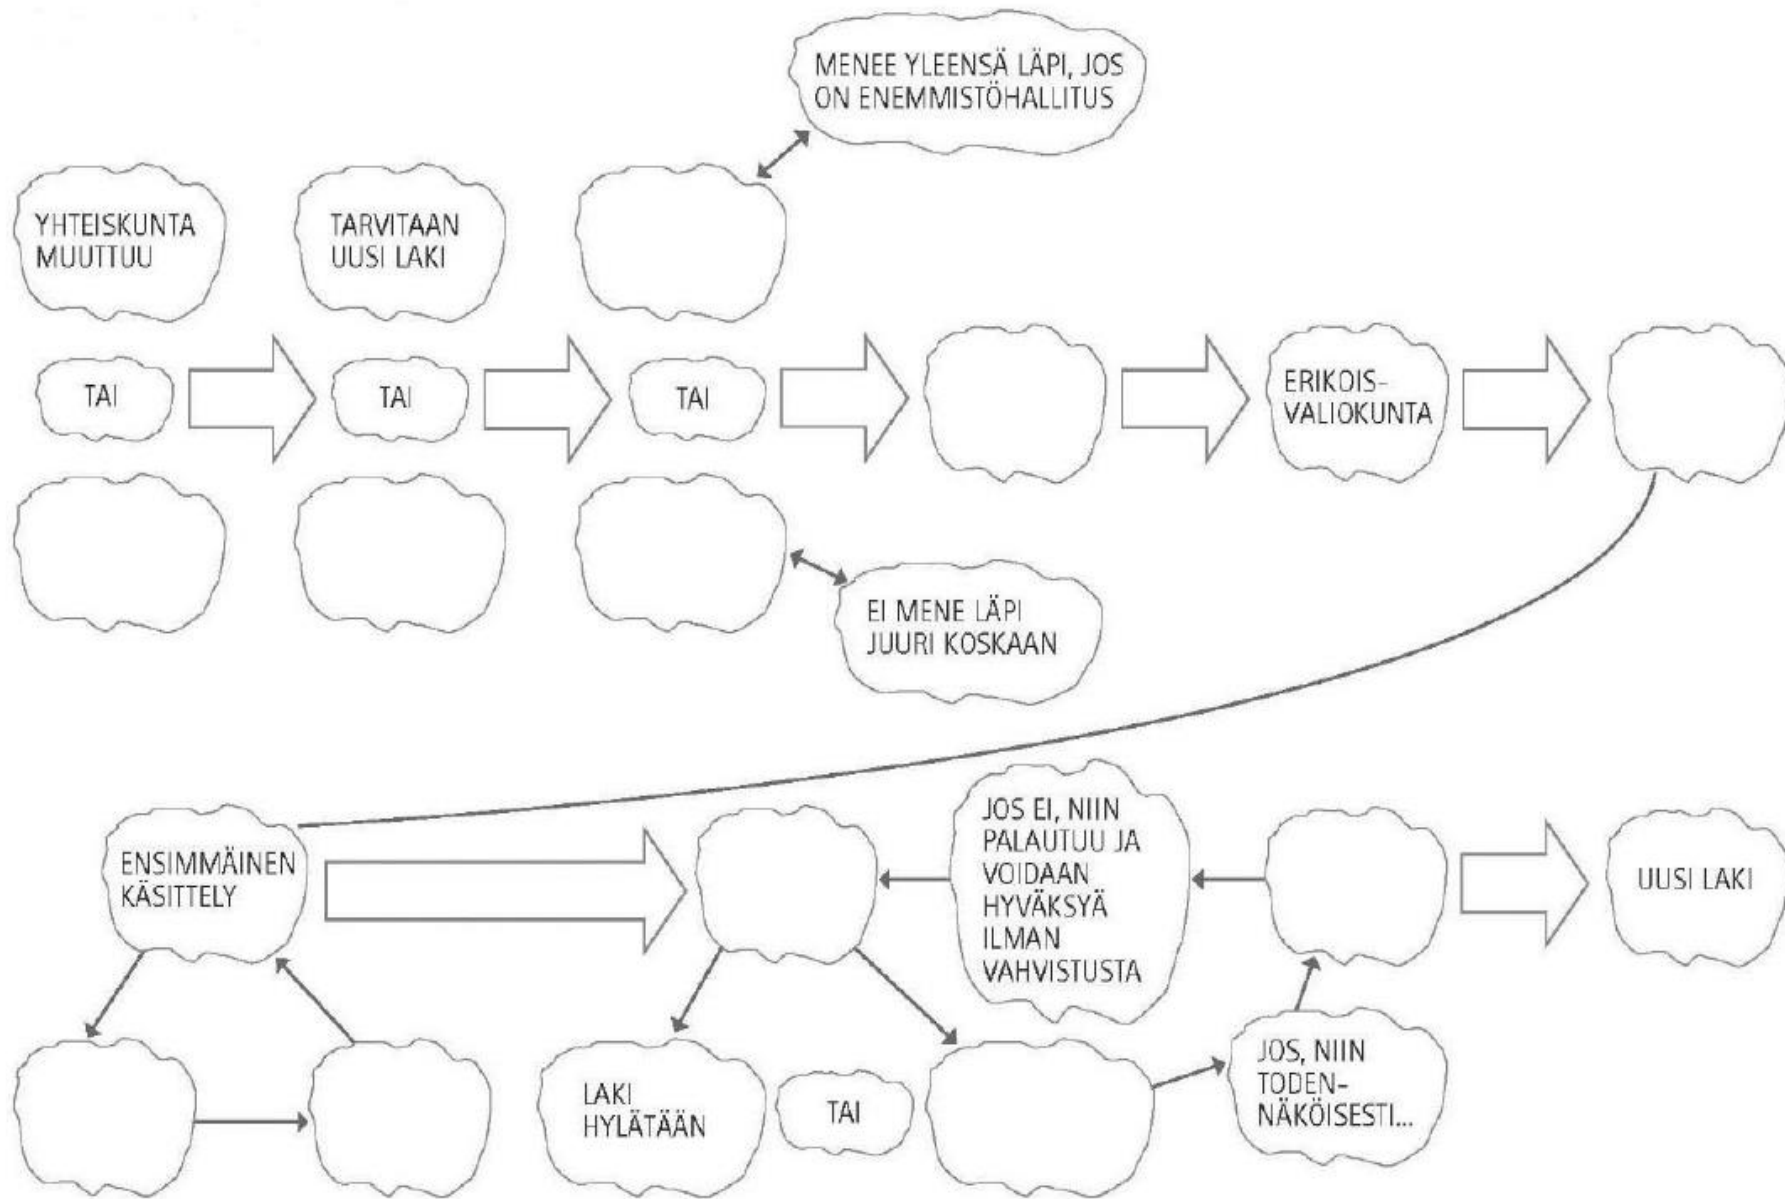 MENEE YLEENSÄ LÄPI, JOS
ON ENEMMISTÖHALLITUS
YHTEISKUNTA
MUUTTUU
TARVITAAN
UUSI LAKI
TAI
TAI
TAI
ERIKOIS-
VALIOKUNTA
EI MENE LÄPI
JUURI KOSKAAN
ENSIMMÄINEN
KÄSITTELY
JOS EI, NIIN
PALAUTUU JA
VOIDAAN
HYVÄKSYÄ
ILMAN
VAHVISTUSTA
UUSI LAKI
LAKI
HYLÄTÄÄN
TAI
JOS, NIIN
TODEN-
NÄKÖISESTI...